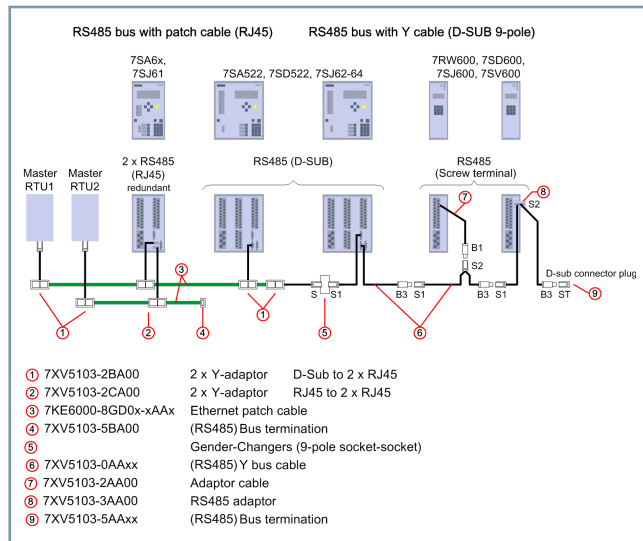 RS485 bus with patch cable (RJ45) RS485 bus with Y cable (D-SUB 9-pole)
7SA6x,
7SJ61
7SA522, 7SD522, 7SJ62-64
7RW600, 7SD600,
7SJ600, 7SV600
Master
RTU1
Master
RTU2
2 x RS485
(RJ45)
redundant
RS485 (D-SUB)
RS485
(Screw terminal)
8
S2
7
B1
S2
3
D-sub connector plug
S S1 B3 S1 B3 S1 B3 ST
9
1 2 4 1 5 6
1 7XV5103-2BA00 2 x Y-adaptor D-Sub to 2 x RJ45
2 7XV5103-2CA00 2 x Y-adaptor RJ45 to 2 x RJ45
3 7KE6000-8GD0x-xAAx Ethernet patch cable
4 7XV5103-5BA00 (RS485) Bus termination
5 Gender-Changers (9-pole socket-socket)
6 7XV5103-0AAxx (RS485) Y bus cable
7 7XV5103-2AA00 Adaptor cable
8 7XV5103-3AA00 RS485 adaptor
9 7XV5103-5AAxx (RS485) Bus termination